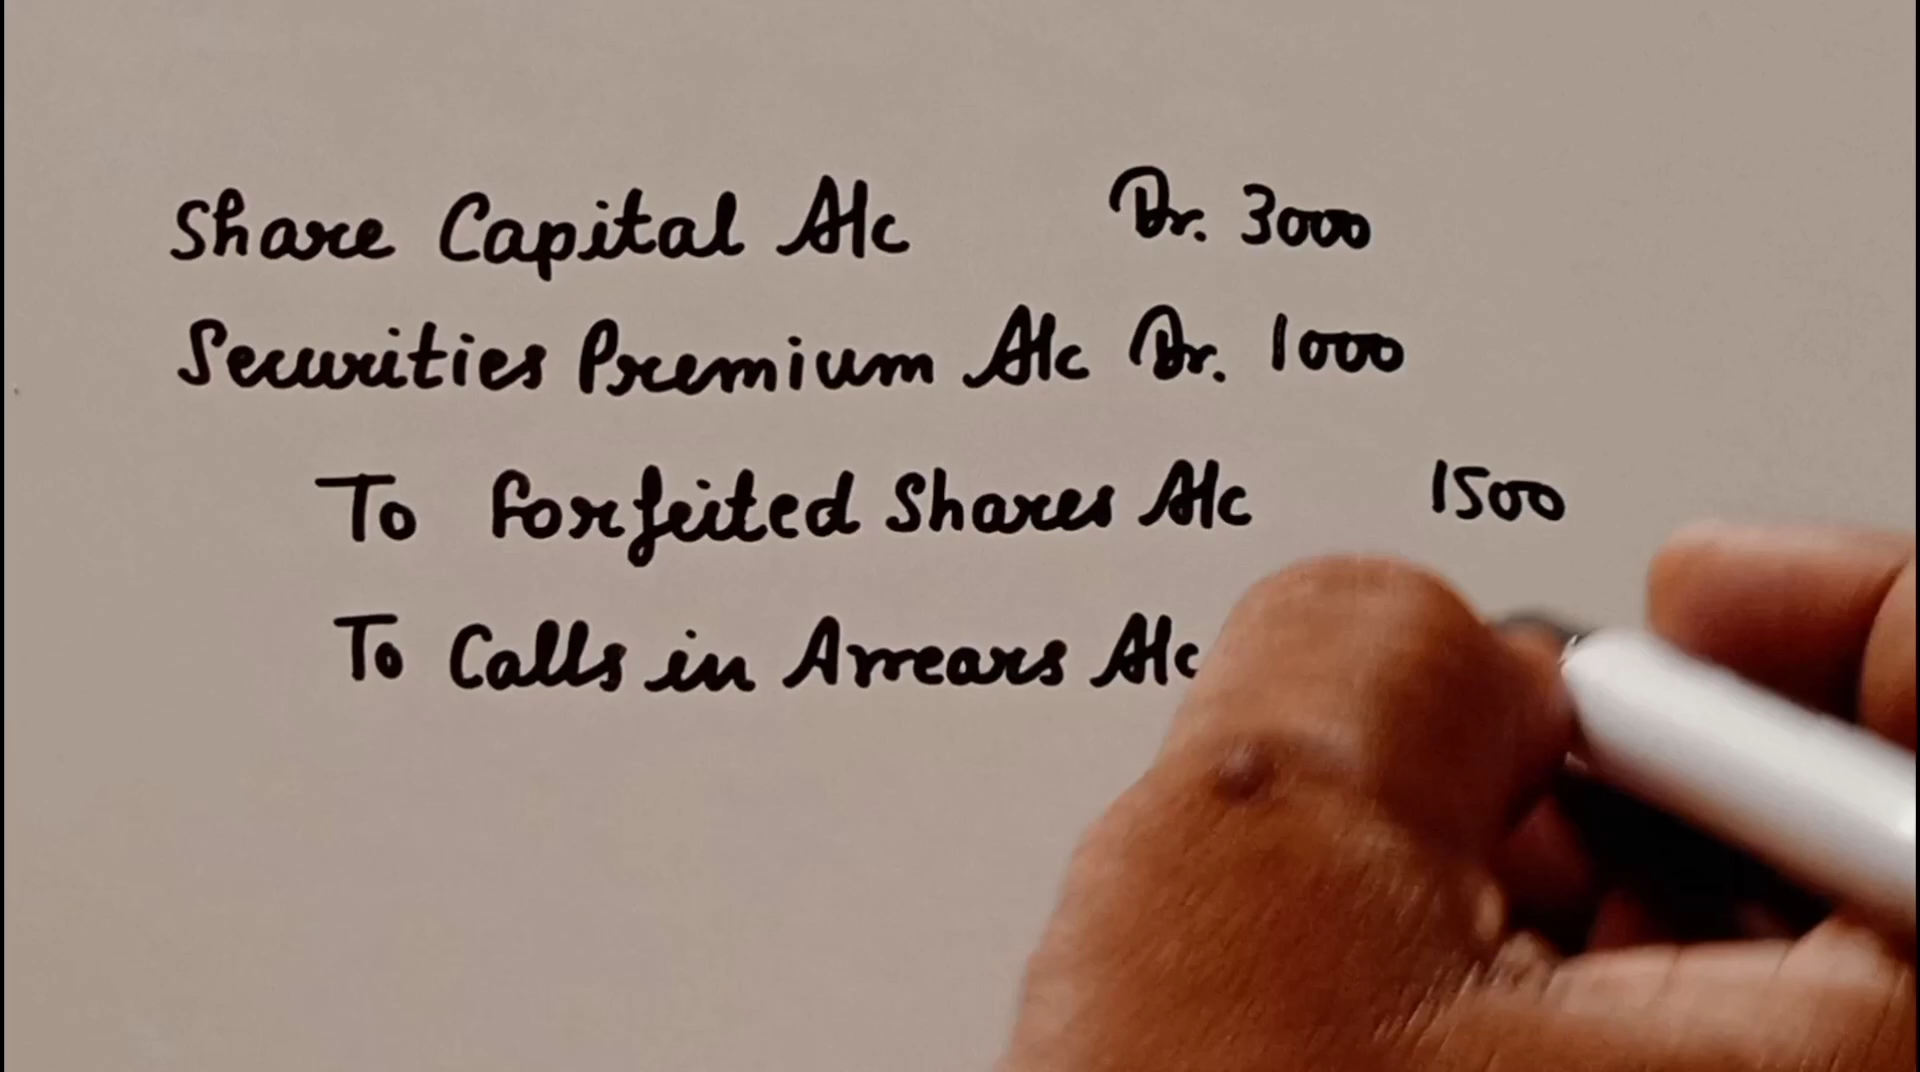 Share Capital A/c Dr. 3000
Securities Premium A/c Dr. 1000
To Forfeited Shares A/c 1500
To Calls in Arrears A/c